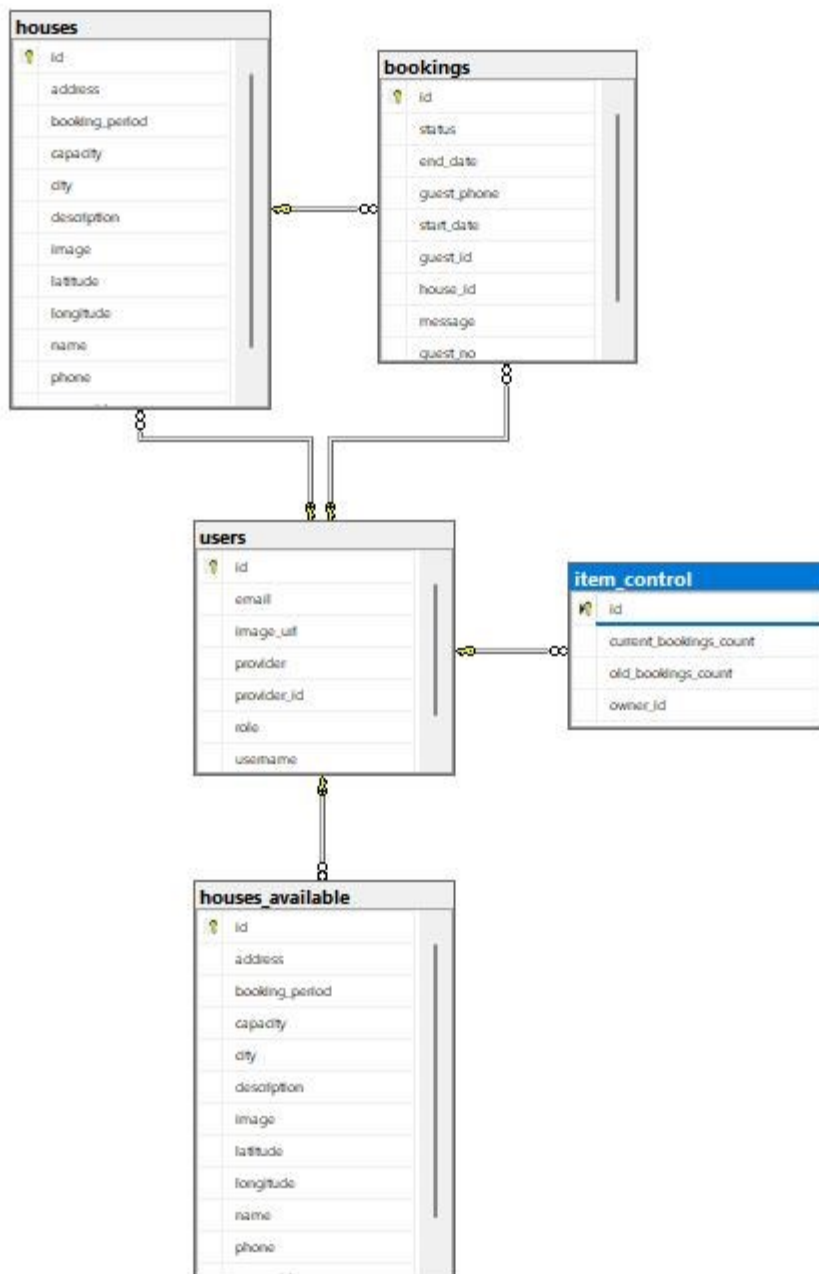 houses
id
address
booking_period
capacity
city
description
image
latitude
longitude
name
phone
bookings
id
status
end_date
guest_phone
start_date
guest_id
house_id
message
guest_no
users
id
email
image_url
provider
provider_id
role
username
item_control
id
current_bookings_count
old_bookings_count
owner_id
houses_available
id
address
booking_period
capacity
city
description
image
latitude
longitude
name
phone